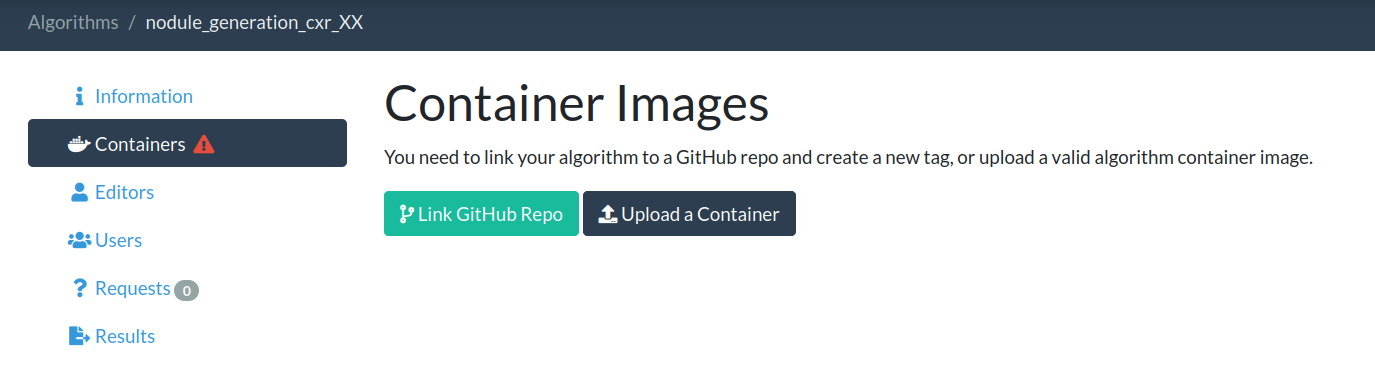 Algorithms / nodule_generation_cxr_XX
Information
Containers
Editors
Users
Requests 0
Results
Container Images
You need to link your algorithm to a GitHub repo and create a new tag, or upload a valid algorithm container image.
Link GitHub Repo
Upload a Container